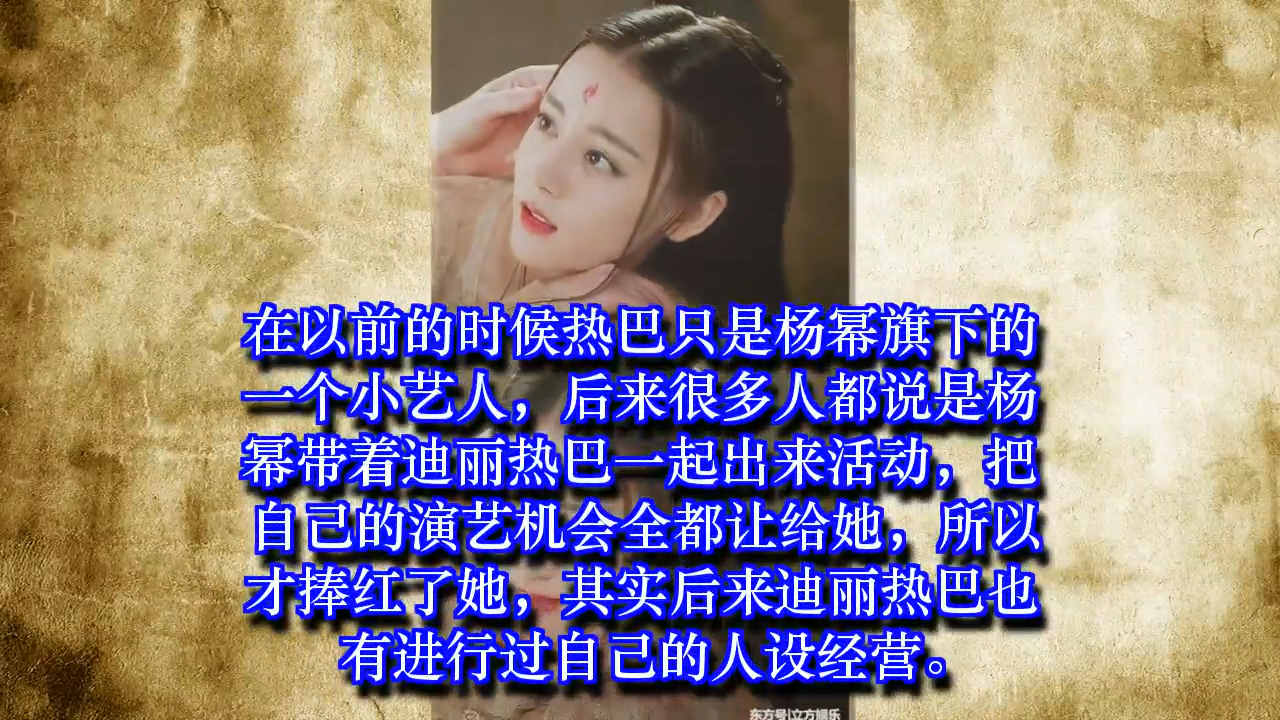 在以前的时候热巴只是杨幂旗下的
一个小艺人，后来很多人都说是杨
幂带着迪丽热巴一起出来活动，把
自己的演艺机会全都让给她，所以
才捧红了她，其实后来迪丽热巴也
有进行过自己的人设经营。
东方号|立方娱乐